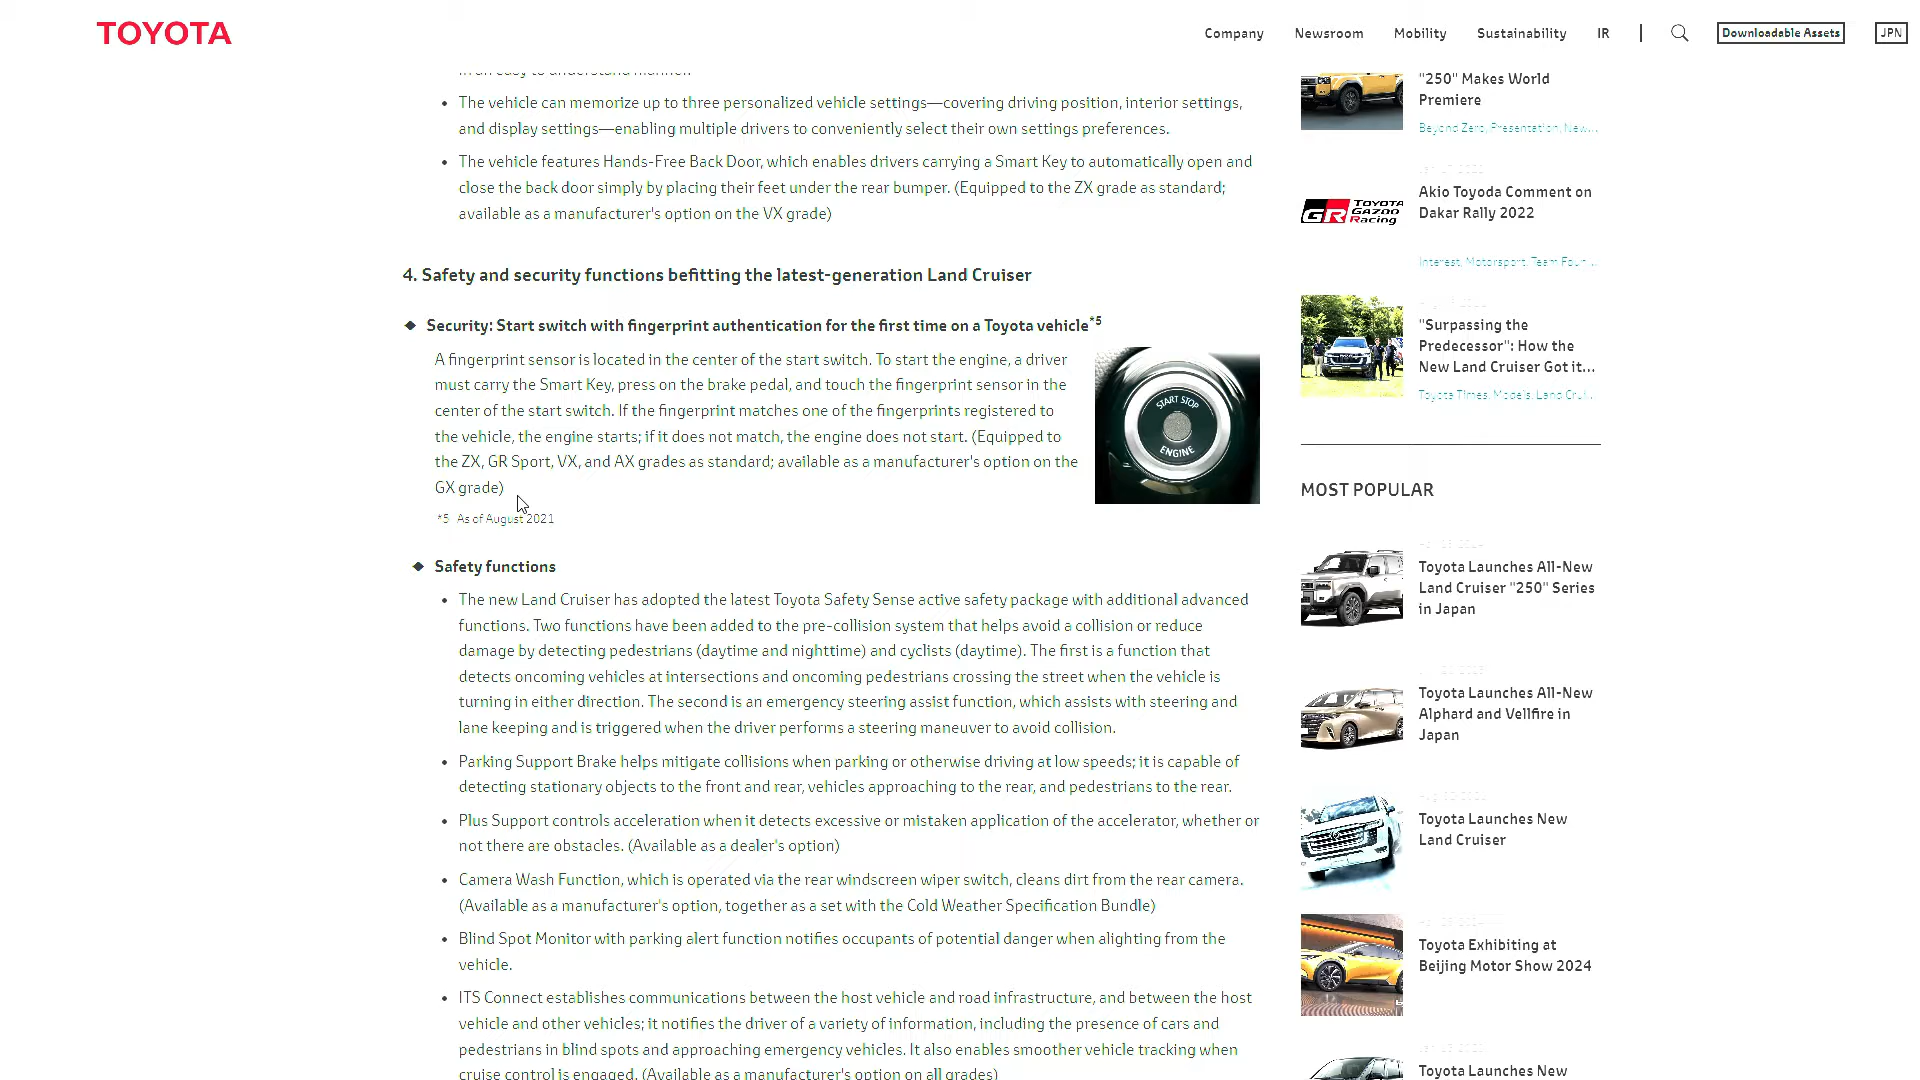 TOYOTA
Company Newsroom Mobility Sustainability IR | Downloadable Assets JPN
in an easy to understand manner.
• The vehicle can memorize up to three personalized vehicle settings—covering driving position, interior settings,
and display settings—enabling multiple drivers to conveniently select their own settings preferences.
• The vehicle features Hands-Free Back Door, which enables drivers carrying a Smart Key to automatically open and
close the back door simply by placing their feet under the rear bumper. (Equipped to the ZX grade as standard;
available as a manufacturer's option on the VX grade)
4. Safety and security functions befitting the latest-generation Land Cruiser
◆ Security: Start switch with fingerprint authentication for the first time on a Toyota vehicle*5
A fingerprint sensor is located in the center of the start switch. To start the engine, a driver
must carry the Smart Key, press on the brake pedal, and touch the fingerprint sensor in the
center of the start switch. If the fingerprint matches one of the fingerprints registered to
the vehicle, the engine starts; if it does not match, the engine does not start. (Equipped to
the ZX, GR Sport, VX, and AX grades as standard; available as a manufacturer's option on the
GX grade)
START STOP
ENGINE
*5 As of August 2021
◆ Safety functions
• The new Land Cruiser has adopted the latest Toyota Safety Sense active safety package with additional advanced
functions. Two functions have been added to the pre-collision system that helps avoid a collision or reduce
damage by detecting pedestrians (daytime and nighttime) and cyclists (daytime). The first is a function that
detects oncoming vehicles at intersections and oncoming pedestrians crossing the street when the vehicle is
turning in either direction. The second is an emergency steering assist function, which assists with steering and
lane keeping and is triggered when the driver performs a steering maneuver to avoid collision.
• Parking Support Brake helps mitigate collisions when parking or otherwise driving at low speeds; it is capable of
detecting stationary objects to the front and rear, vehicles approaching to the rear, and pedestrians to the rear.
• Plus Support controls acceleration when it detects excessive or mistaken application of the accelerator, whether or
not there are obstacles. (Available as a dealer's option)
• Camera Wash Function, which is operated via the rear windscreen wiper switch, cleans dirt from the rear camera.
(Available as a manufacturer's option, together as a set with the Cold Weather Specification Bundle)
• Blind Spot Monitor with parking alert function notifies occupants of potential danger when alighting from the
vehicle.
• ITS Connect establishes communications between the host vehicle and road infrastructure, and between the host
vehicle and other vehicles; it notifies the driver of a variety of information, including the presence of cars and
pedestrians in blind spots and approaching emergency vehicles. It also enables smoother vehicle tracking when
cruise control is engaged. (Available as a manufacturer's option on all grades)
"250" Makes World
Premiere
Beyond Zero, Presentation, New...
GR TOYOTA
GAZOO
Racing
Akio Toyoda Comment on
Dakar Rally 2022
Interest, Motorsport, Team Four...
"Surpassing the
Predecessor": How the
New Land Cruiser Got it...
Toyota Times, Models, Land Crui...
MOST POPULAR
Toyota Launches All-New
Land Cruiser "250" Series
in Japan
Toyota Launches All-New
Alphard and Vellfire in
Japan
Toyota Launches New
Land Cruiser
Toyota Exhibiting at
Beijing Motor Show 2024
Toyota Launches New